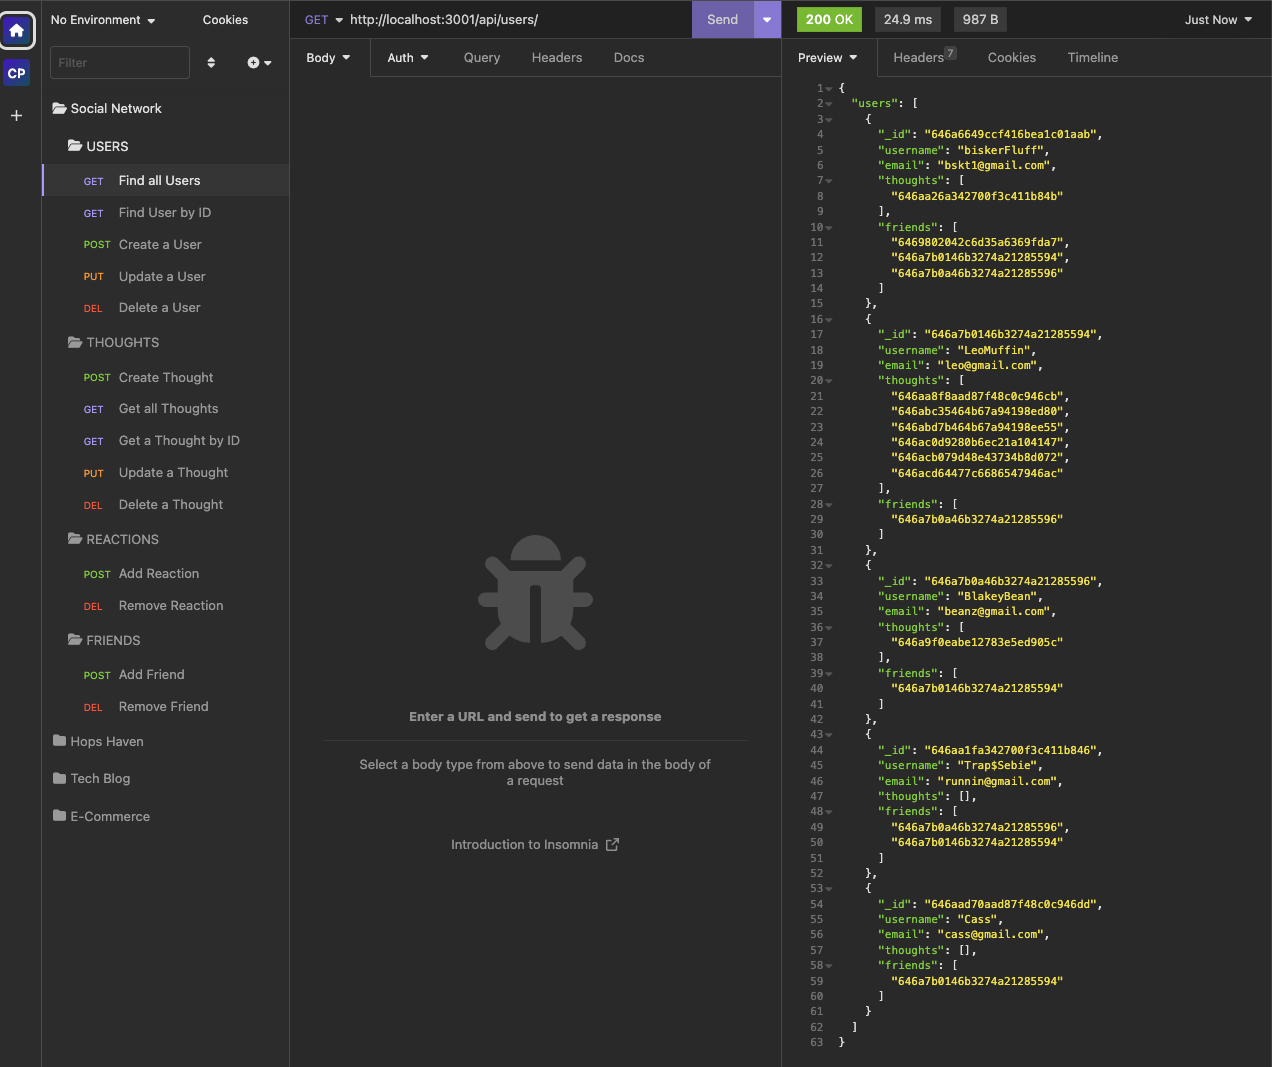 No Environment
Cookies
CP
Filter
Social Network
USERS
GET Find all Users
GET Find User by ID
POST Create a User
PUT Update a User
DEL Delete a User
THOUGHTS
POST Create Thought
GET Get all Thoughts
GET Get a Thought by ID
PUT Update a Thought
DEL Delete a Thought
REACTIONS
POST Add Reaction
DEL Remove Reaction
FRIENDS
POST Add Friend
DEL Remove Friend
Hops Haven
Tech Blog
E-Commerce
GET http://localhost:3001/api/users/ Send
Body Auth Query Headers Docs
Enter a URL and send to get a response
Select a body type from above to send data in the body of
a request
Introduction to Insomnia
200 OK 24.9 ms 987 B Just Now
Preview Headers 7 Cookies Timeline
1 {
2 "users": [
3 {
4 "_id": "646a6649ccf416bea1c01aab",
5 "username": "biskerFluff",
6 "email": "bskt1@gmail.com",
7 "thoughts": [
8 "646aa26a342700f3c411b84b"
9 ],
10 "friends": [
11 "6469802042c6d35a6369fda7",
12 "646a7b0146b3274a21285594",
13 "646a7b0a46b3274a21285596"
14 ]
15 },
16 {
17 "_id": "646a7b0146b3274a21285594",
18 "username": "LeoMuffin",
19 "email": "leo@gmail.com",
20 "thoughts": [
21 "646aa8f8aad87f48c0c946cb",
22 "646abc35464b67a94198ed80",
23 "646abd7b464b67a94198ee55",
24 "646ac0d9280b6ec21a104147",
25 "646acb079d48e43734b8d072",
26 "646acd64477c6686547946ac"
27 ],
28 "friends": [
29 "646a7b0a46b3274a21285596"
30 ]
31 },
32 {
33 "_id": "646a7b0a46b3274a21285596",
34 "username": "BlakeyBean",
35 "email": "beanz@gmail.com",
36 "thoughts": [
37 "646a9f0eabe12783e5ed905c"
38 ],
39 "friends": [
40 "646a7b0146b3274a21285594"
41 ]
42 },
43 {
44 "_id": "646aa1fa342700f3c411b846",
45 "username": "Trap$Sebie",
46 "email": "runnin@gmail.com",
47 "thoughts": [],
48 "friends": [
49 "646a7b0a46b3274a21285596",
50 "646a7b0146b3274a21285594"
51 ]
52 },
53 {
54 "_id": "646aad70aad87f48c0c946dd",
55 "username": "Cass",
56 "email": "cass@gmail.com",
57 "thoughts": [],
58 "friends": [
59 "646a7b0146b3274a21285594"
60 ]
61 }
62 ]
63 }